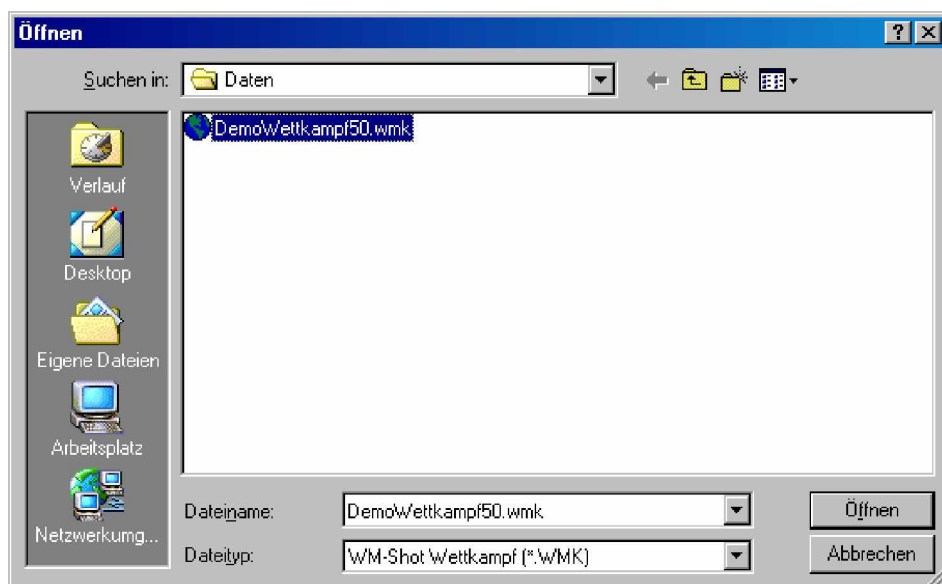 Öffnen
Suchen in: Daten
DemoWettkampf50.wmk
Verlauf
Desktop
Eigene Dateien
Arbeitsplatz
Netzwerkumg...
Dateiname: DemoWettkampf50.wmk Öffnen
Dateityp: WM-Shot Wettkampf (*.WMK) Abbrechen